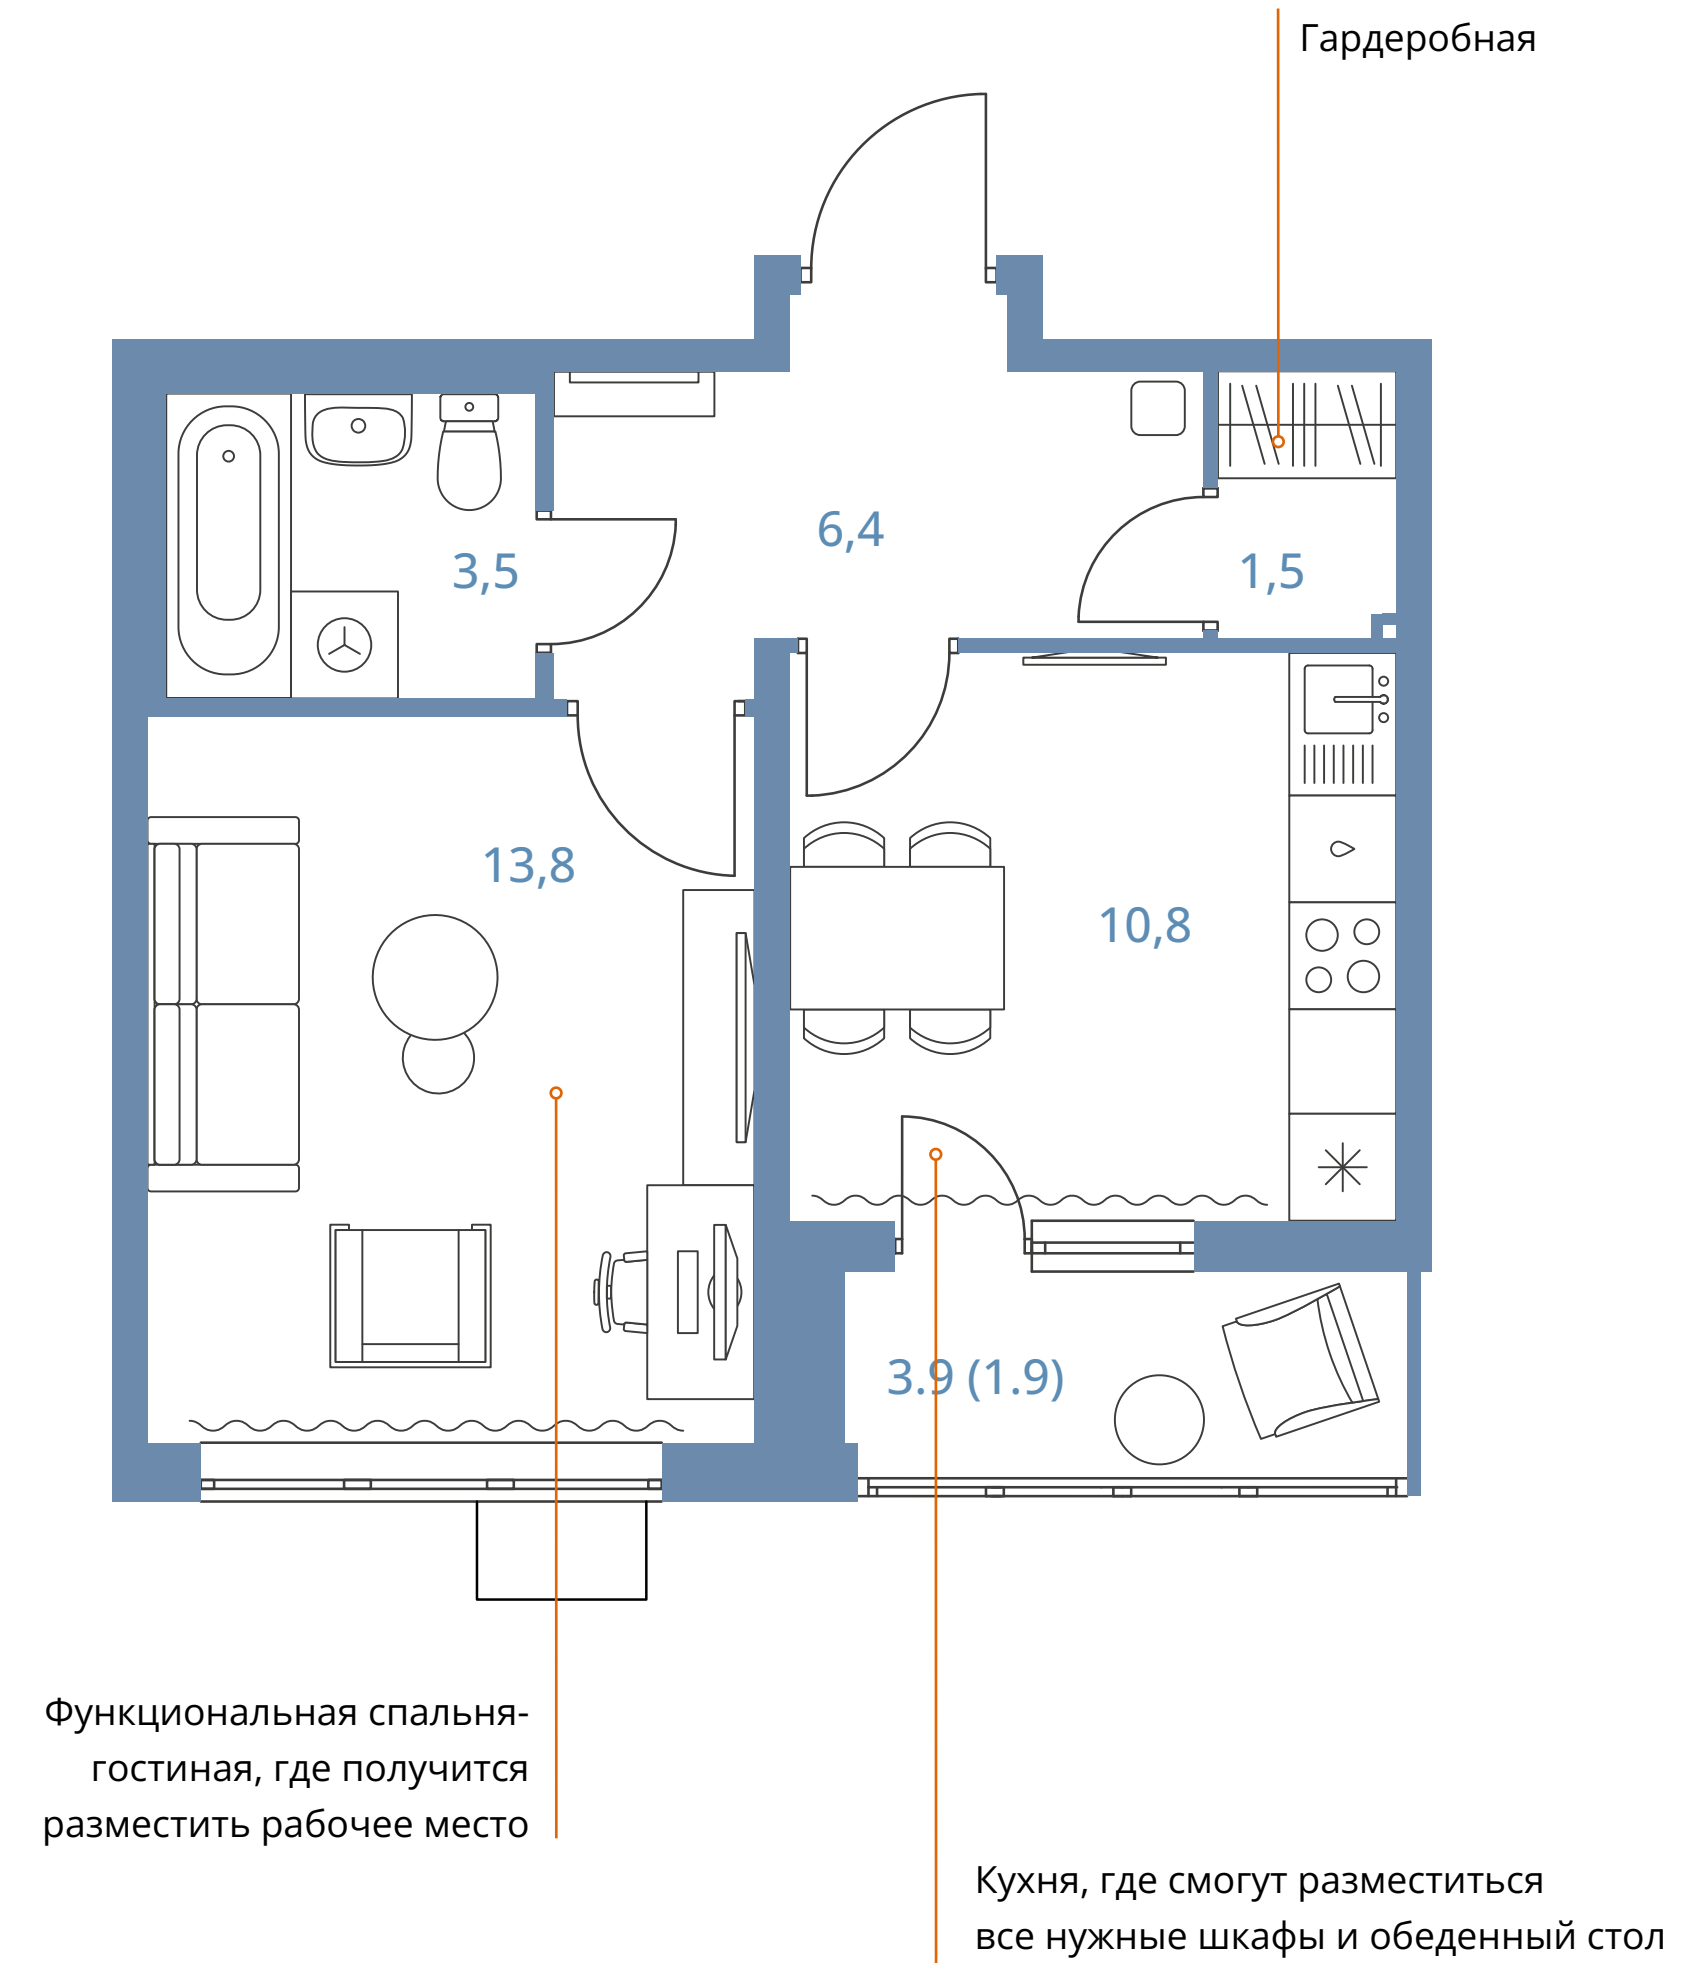 Гардеробная
6,4
3,5
1,5
13,8
10,8
3.9 (1.9)
Функциональная спальня-
гостиная, где получится
разместить рабочее место
Кухня, где смогут разместиться
все нужные шкафы и обеденный стол